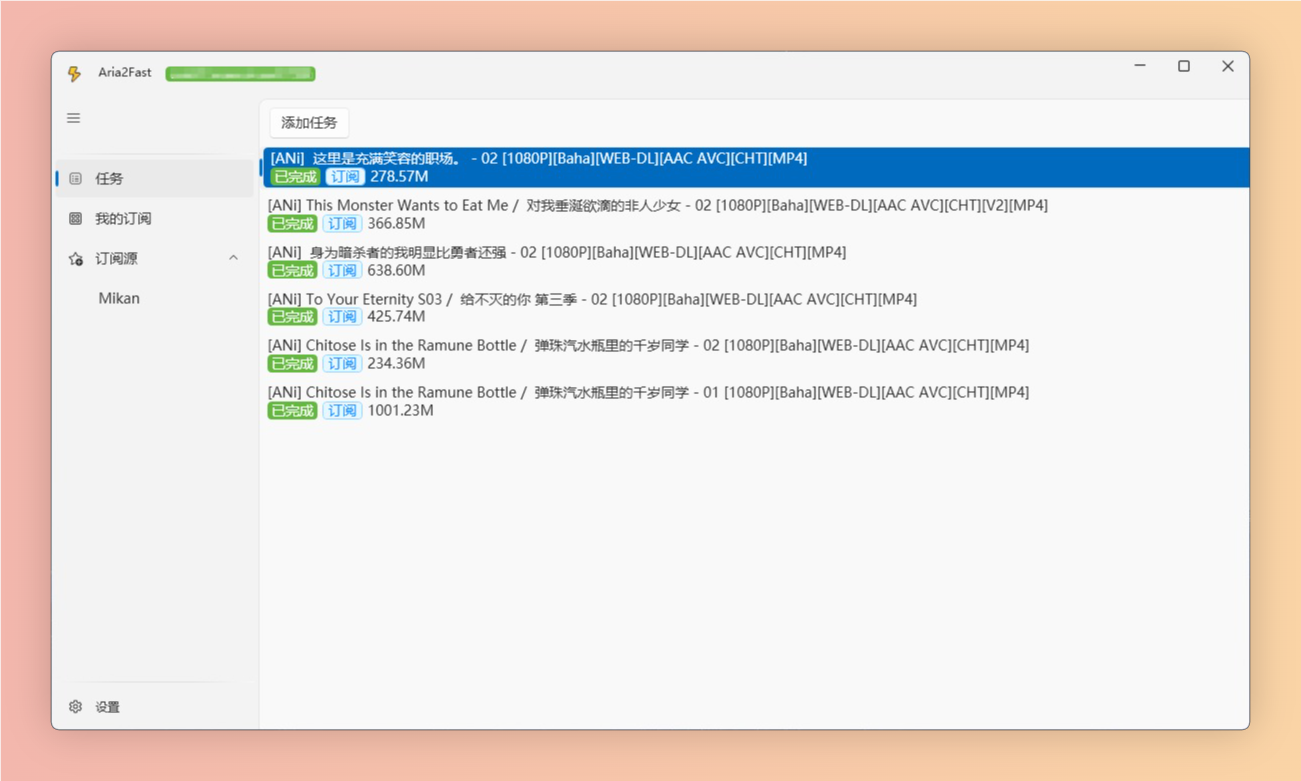 Aria2Fast
添加任务
任务
我的订阅
订阅源
Mikan
设置
[ANi] 这里是充满笑容的职场。 - 02 [1080P][Baha][WEB-DL][AAC AVC][CHT][MP4]
已完成 订阅 278.57M
[ANi] This Monster Wants to Eat Me / 对我垂涎欲滴的非人少女 - 02 [1080P][Baha][WEB-DL][AAC AVC][CHT][V2][MP4]
已完成 订阅 366.85M
[ANi] 身为暗杀者的我明显比勇者还强 - 02 [1080P][Baha][WEB-DL][AAC AVC][CHT][MP4]
已完成 订阅 638.60M
[ANi] To Your Eternity S03 / 给不灭的你 第三季 - 02 [1080P][Baha][WEB-DL][AAC AVC][CHT][MP4]
已完成 订阅 425.74M
[ANi] Chitose Is in the Ramune Bottle / 弹珠汽水瓶里的千岁同学 - 02 [1080P][Baha][WEB-DL][AAC AVC][CHT][MP4]
已完成 订阅 234.36M
[ANi] Chitose Is in the Ramune Bottle / 弹珠汽水瓶里的千岁同学 - 01 [1080P][Baha][WEB-DL][AAC AVC][CHT][MP4]
已完成 订阅 1001.23M